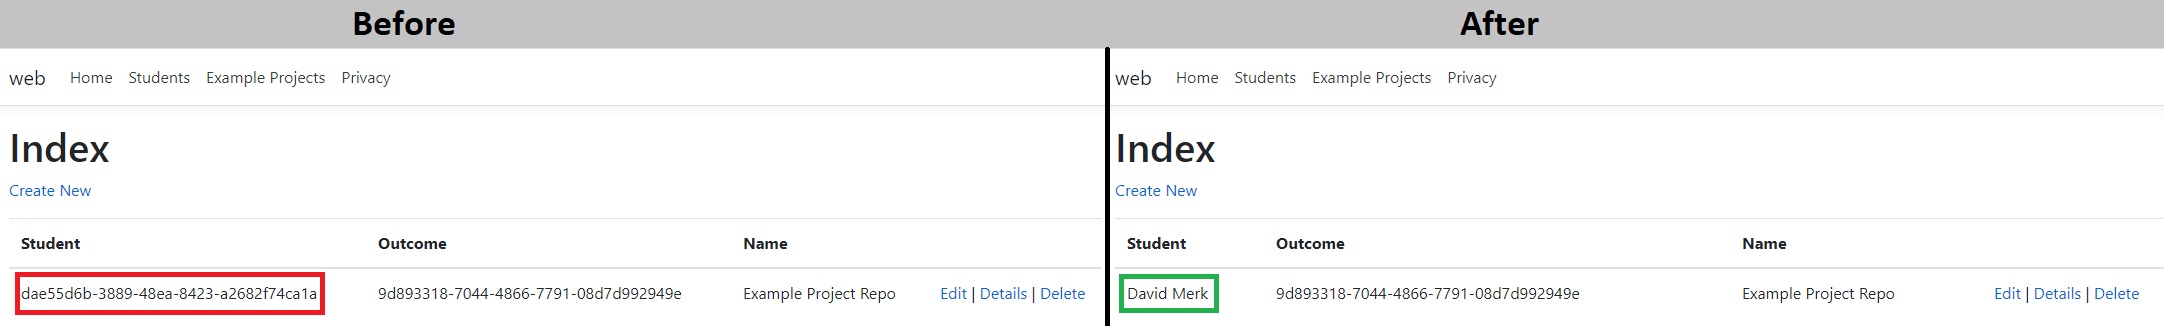 Before After
web Home Students Example Projects Privacy
Index
Create New
Student Outcome Name
dae55d6b-3889-48ea-8423-a2682f74ca1a 9d893318-7044-4866-7791-08d7d992949e Example Project Repo Edit | Details | Delete
web Home Students Example Projects Privacy
Index
Create New
Student Outcome Name
David Merk 9d893318-7044-4866-7791-08d7d992949e Example Project Repo Edit | Details | Delete